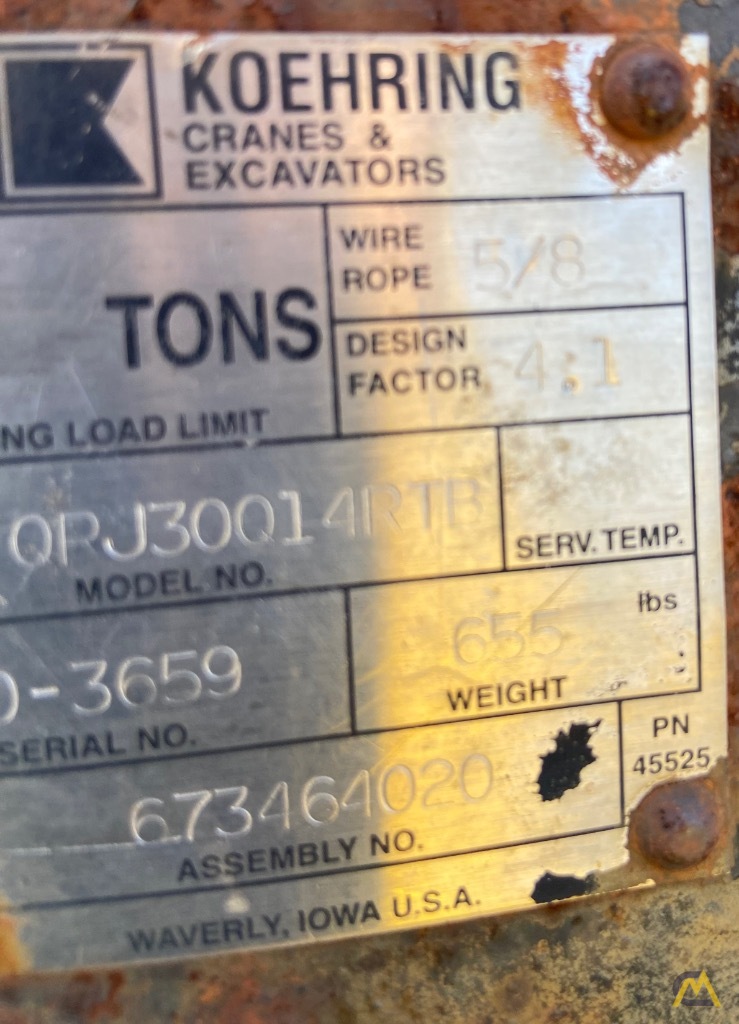 KOEHRING
CRANES &
EXCAVATORS
WIRE
ROPE 5/8
TONS
DESIGN
FACTOR 4:1
NG LOAD LIMIT
QPJ30Q14RTB
MODEL NO.
SERV. TEMP.
-3659
SERIAL NO.
655 lbs
WEIGHT
673464020
ASSEMBLY NO.
PN
45525
WAVERLY, IOWA U.S.A.